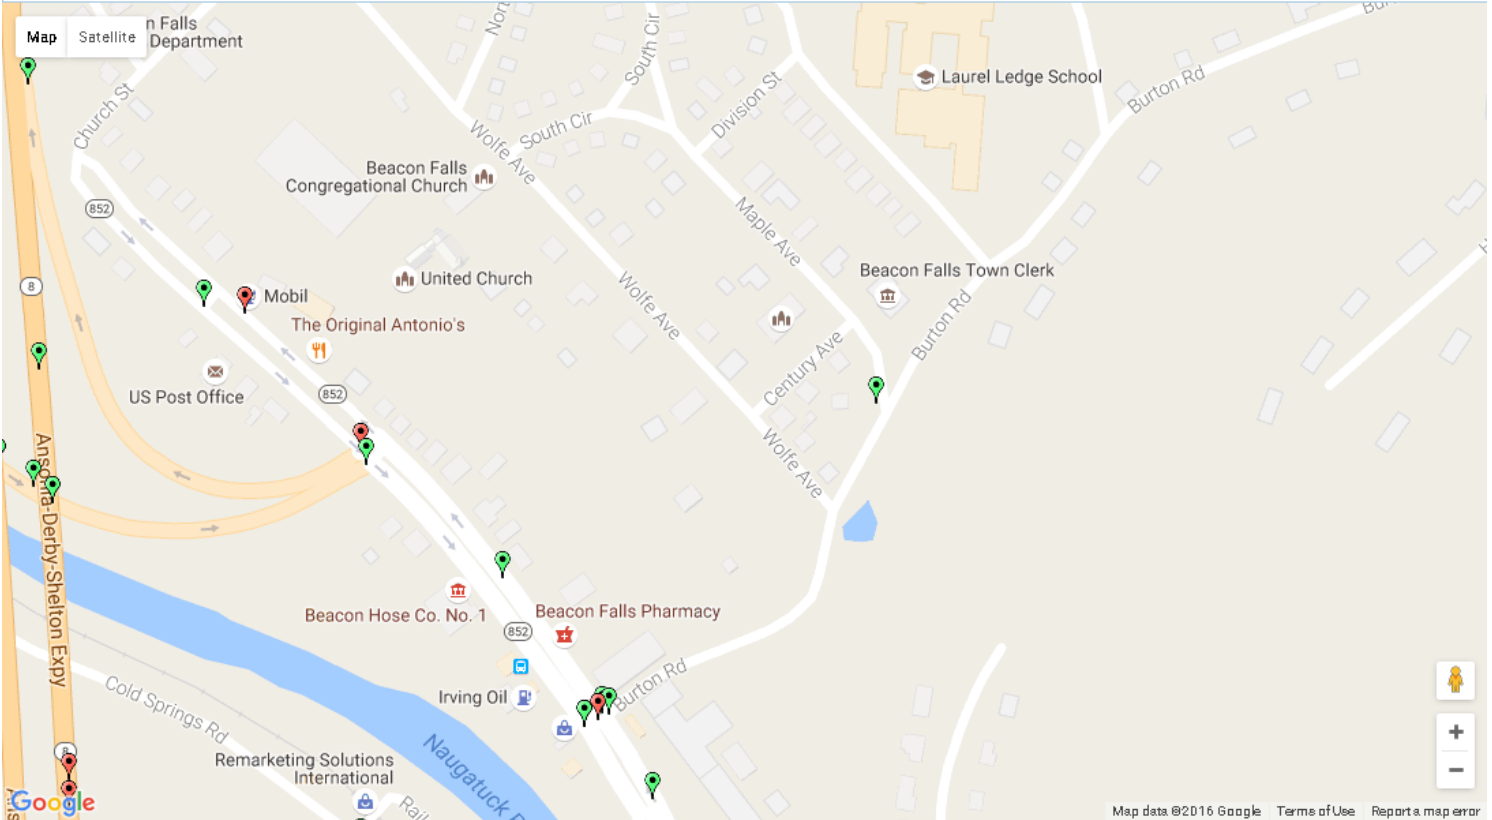 Map
Satellite
n Falls
Department
Nor
South Cir
Burton Rd
Laurel Ledge School
Division St
Church St
South Cir
Wolfe Ave
Beacon Falls
Congregational Church
852
Maple Ave
United Church
Beacon Falls Town Clerk
8
Mobil
Wolfe Ave
Burton Rd
The Original Antonio's
Century Ave
US Post Office
852
Wolfe Ave
Ansonia-Derby-Shelton Expy
Beacon Hose Co. No. 1
Beacon Falls Pharmacy
852
Burton Rd
Irving Oil
Cold Springs Rd
Naugatuck
8
Remarketing Solutions
International
Rail
Google
Map data ©2016 Google
Terms of Use
Report a map error